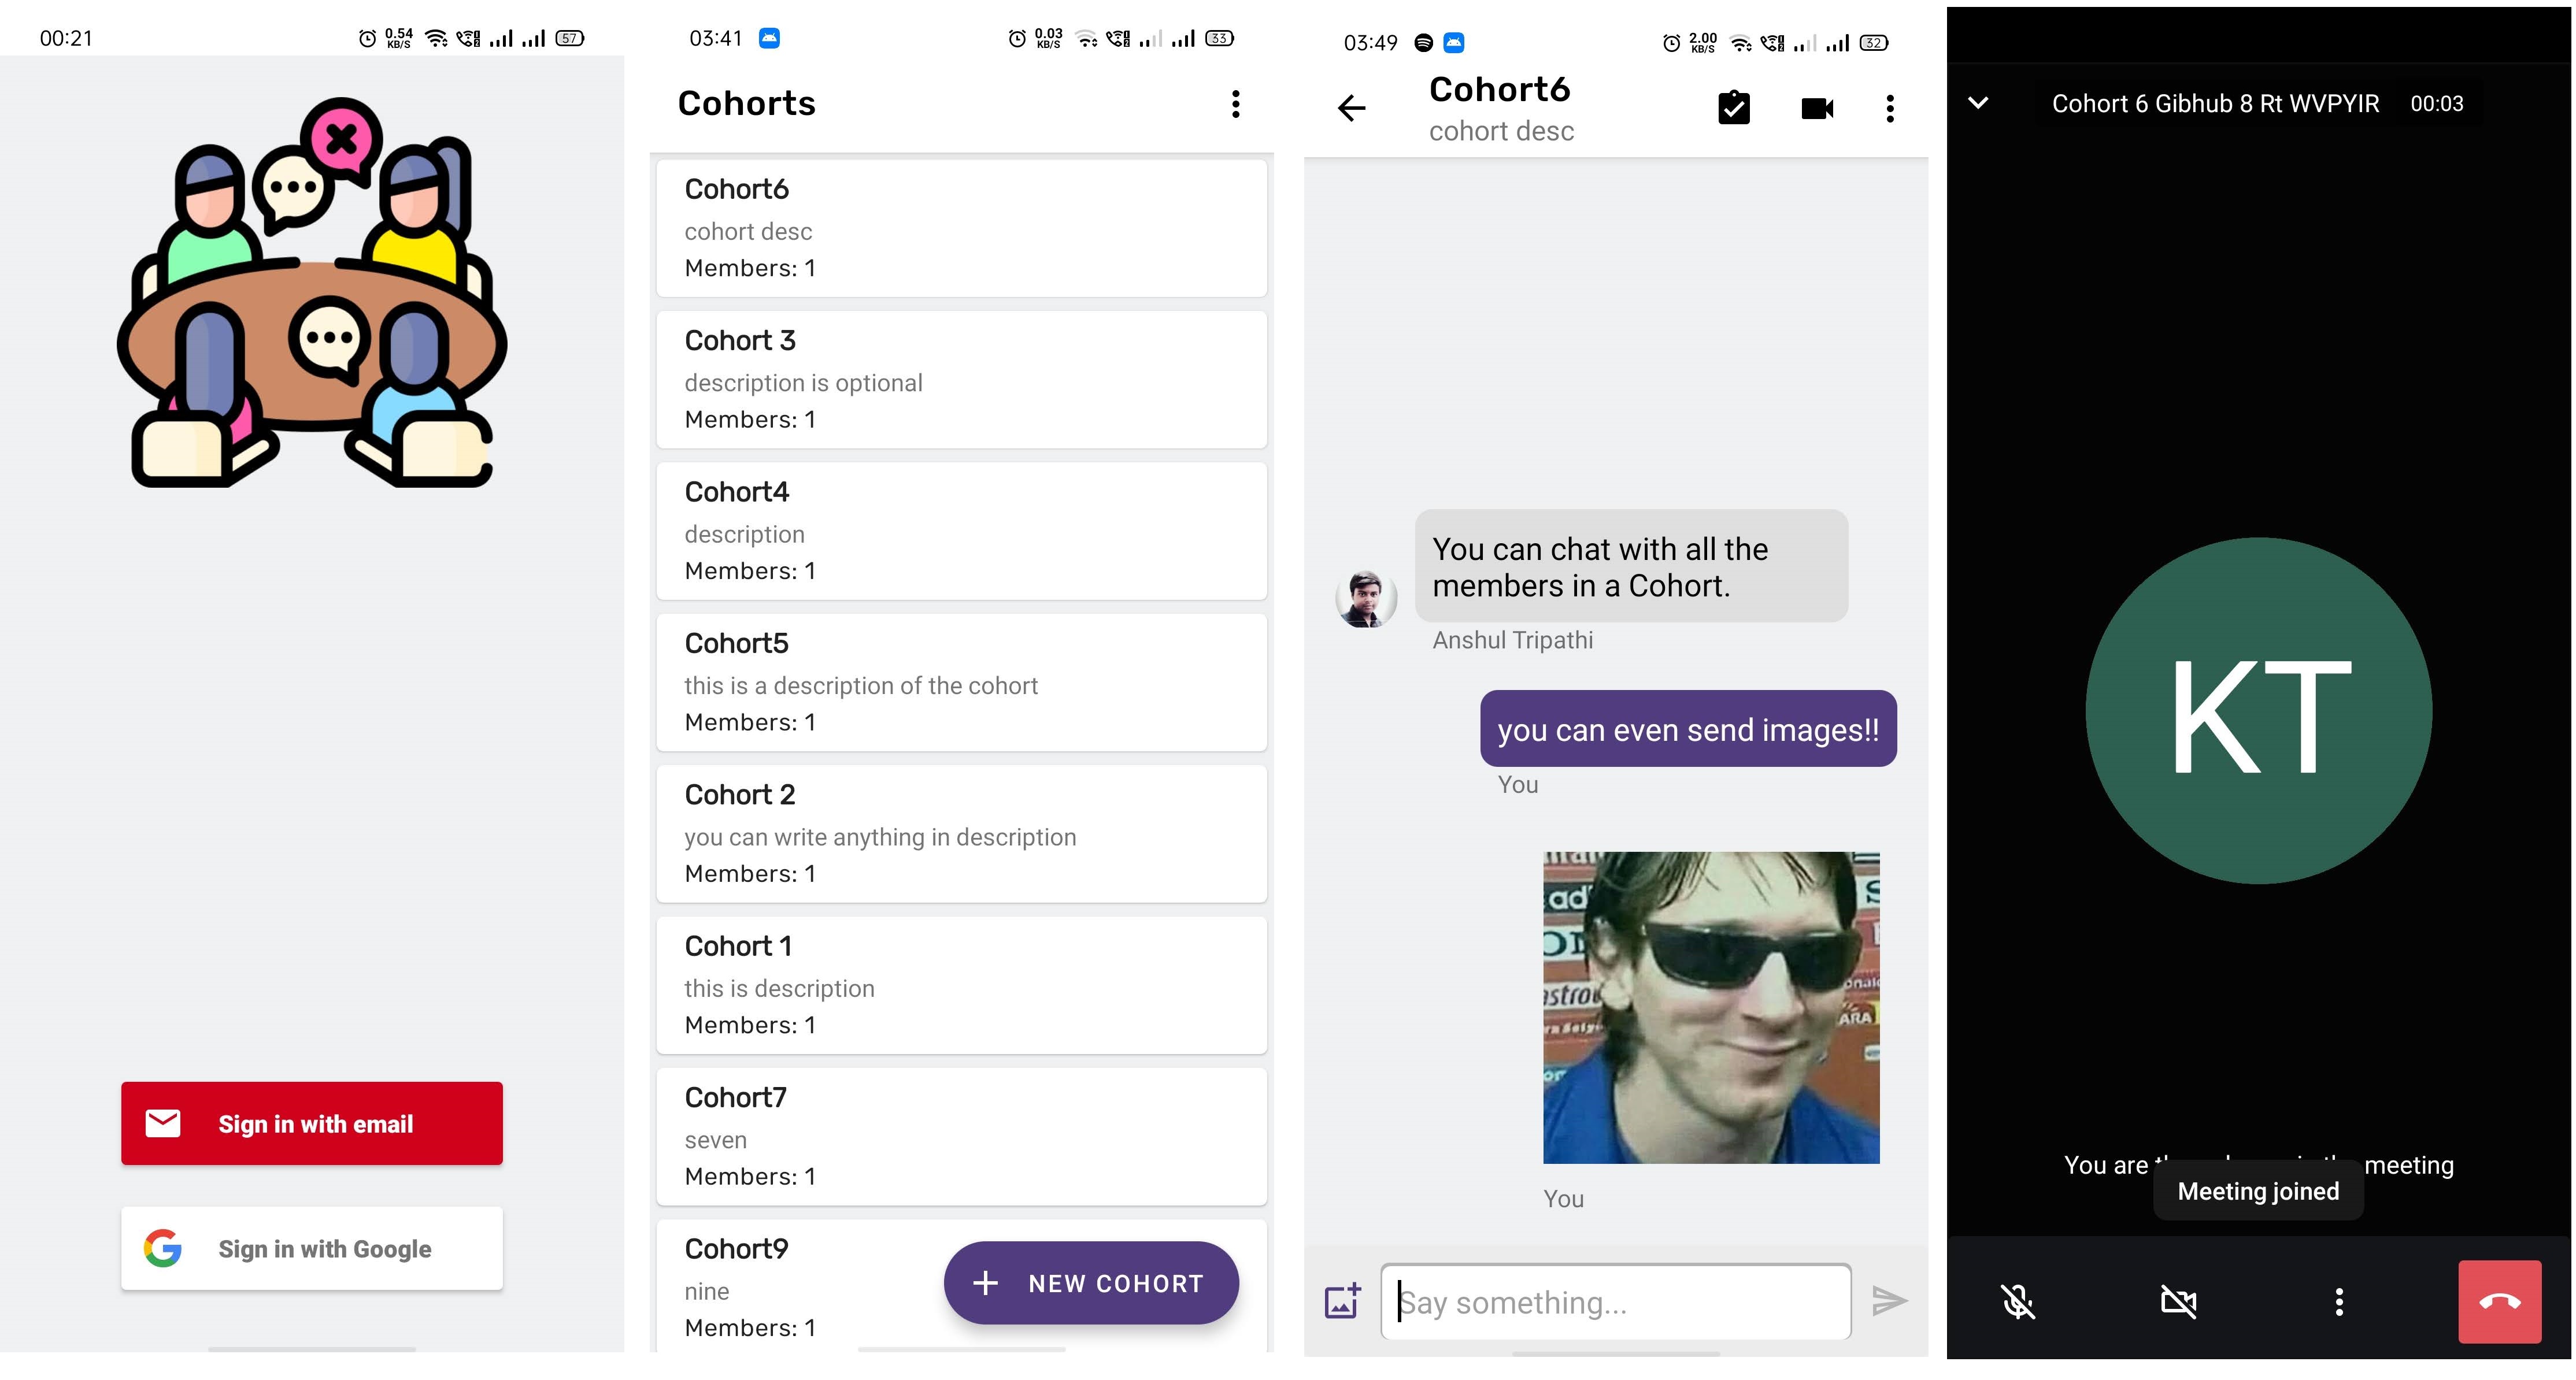 00:21
0.54
KB/S
57
Sign in with email
Sign in with Google
03:41
0.03
KB/S
33
Cohorts
Cohort6
cohort desc
Members: 1
Cohort 3
description is optional
Members: 1
Cohort4
description
Members: 1
Cohort5
this is a description of the cohort
Members: 1
Cohort 2
you can write anything in description
Members: 1
Cohort 1
this is description
Members: 1
Cohort7
seven
Members: 1
Cohort9
nine
Members: 1
+ NEW COHORT
03:49
2.00
KB/S
32
Cohort6
cohort desc
You can chat with all the
members in a Cohort.
Anshul Tripathi
you can even send images!!
You
ad
ARA
You
Say something...
Cohort 6 Gibhub 8 Rt WVPYIR 00:03
KT
You are meeting
Meeting joined